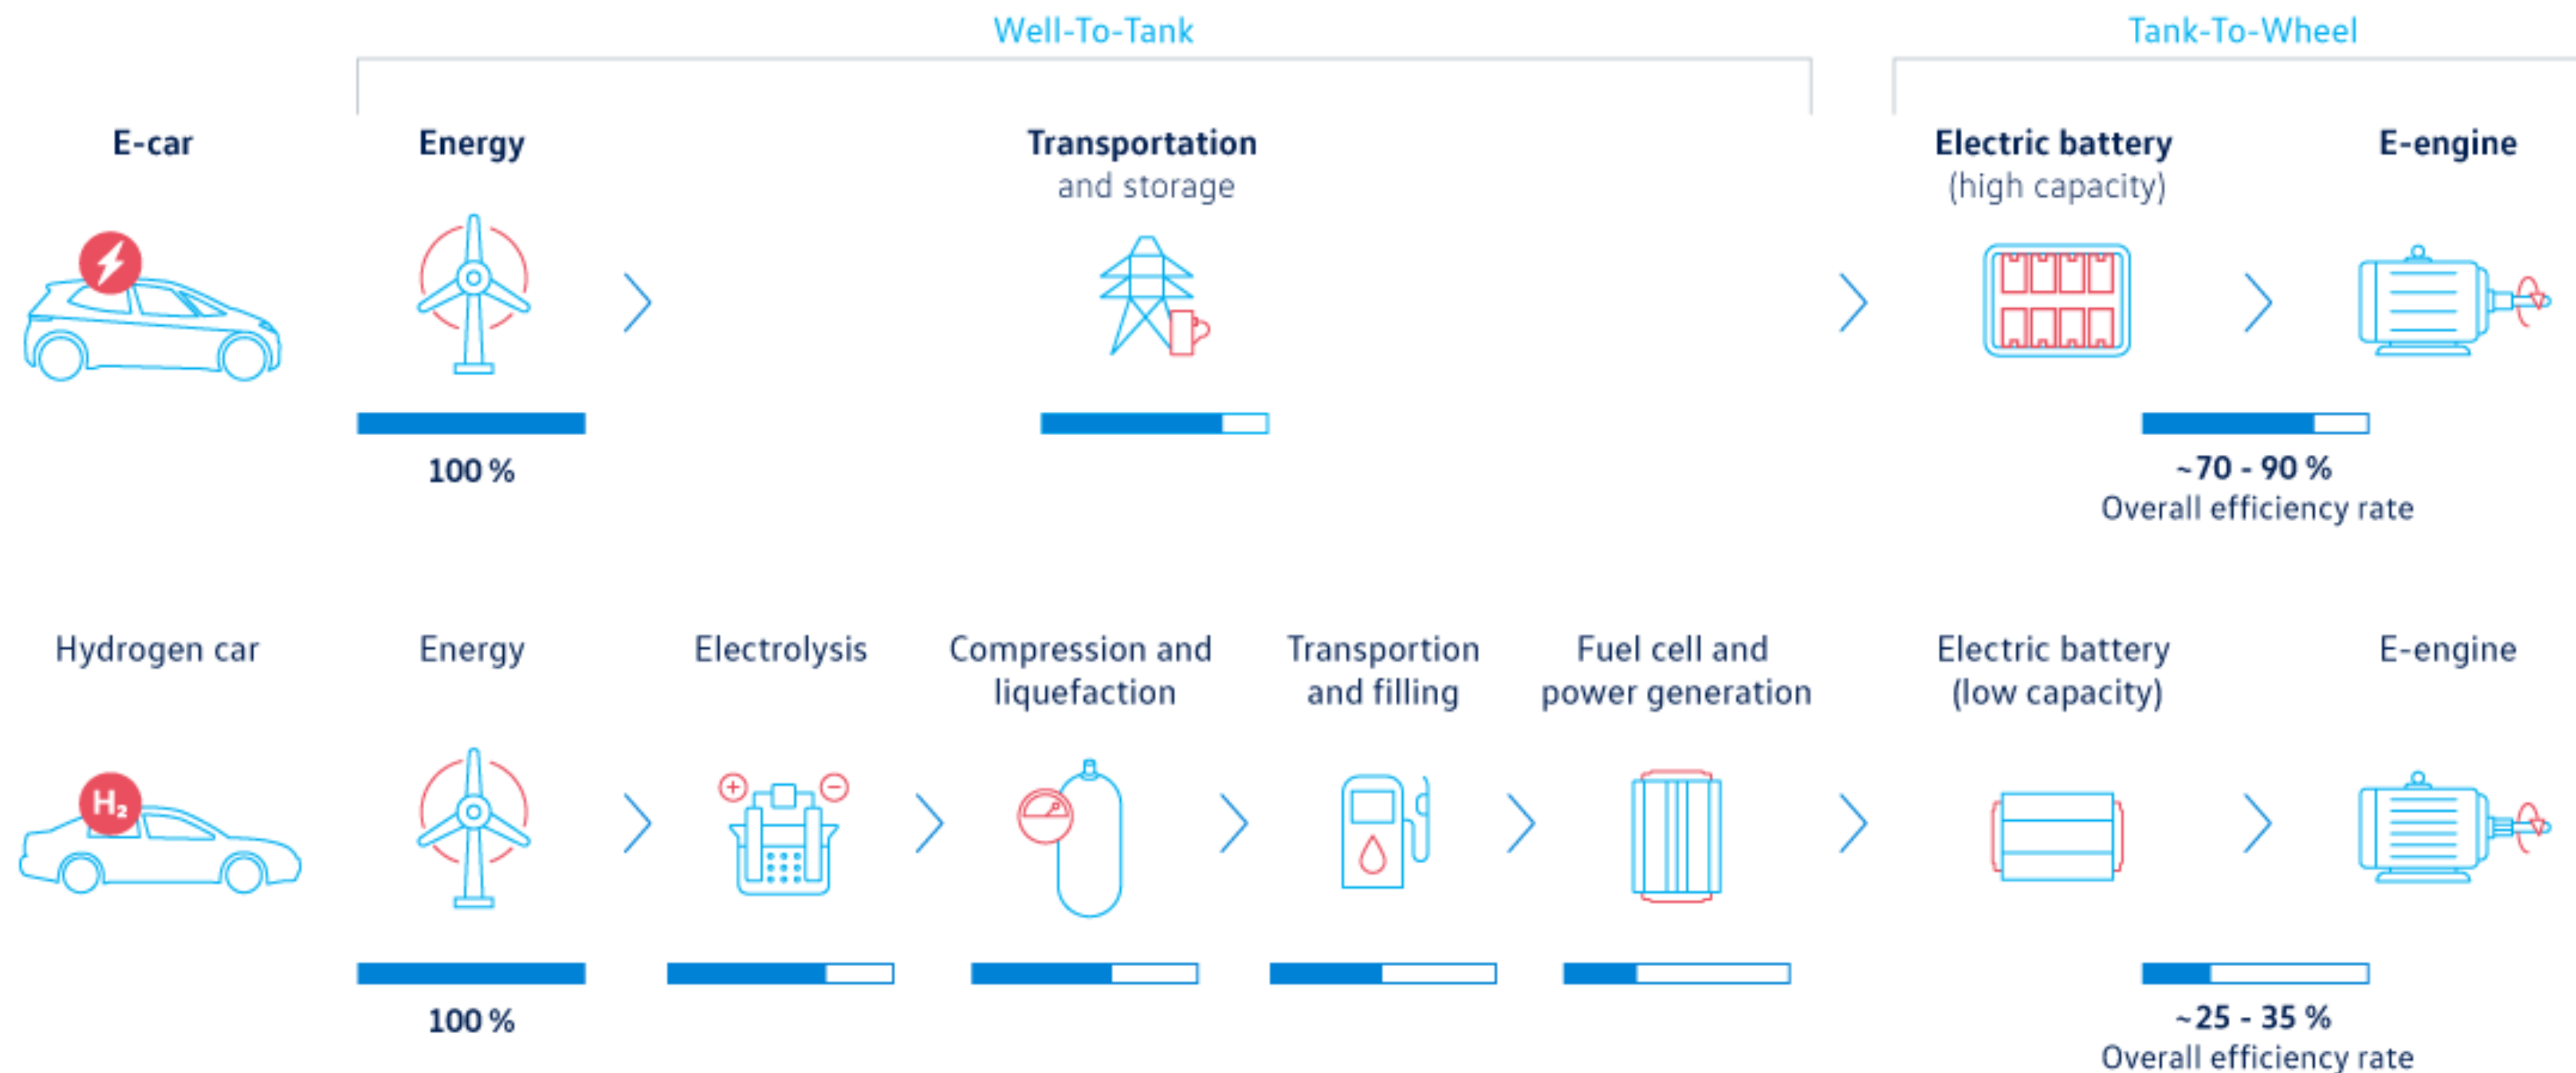 Well-To-Tank
Tank-To-Wheel
E-car
Energy
Transportation
and storage
Electric battery
(high capacity)
E-engine
100 %
~70 - 90 %
Overall efficiency rate
Hydrogen car
Energy
Electrolysis
Compression and
liquefaction
Transportion
and filling
Fuel cell and
power generation
Electric battery
(low capacity)
E-engine
H₂
100 %
~25 - 35 %
Overall efficiency rate